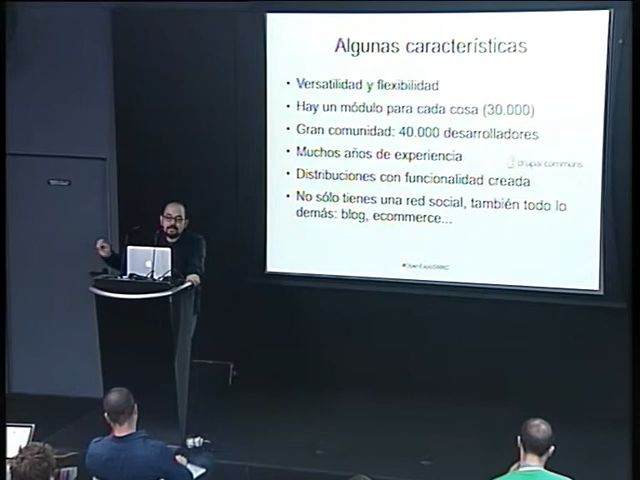 Algunas características
• Versatilidad y flexibilidad
• Hay un módulo para cada cosa (30.000)
• Gran comunidad: 40.000 desarrolladores
• Muchos años de experiencia
drupal commons
• Distribuciones con funcionalidad creada
• No sólo tienes una red social, también todo lo
demás: blog, ecommerce...